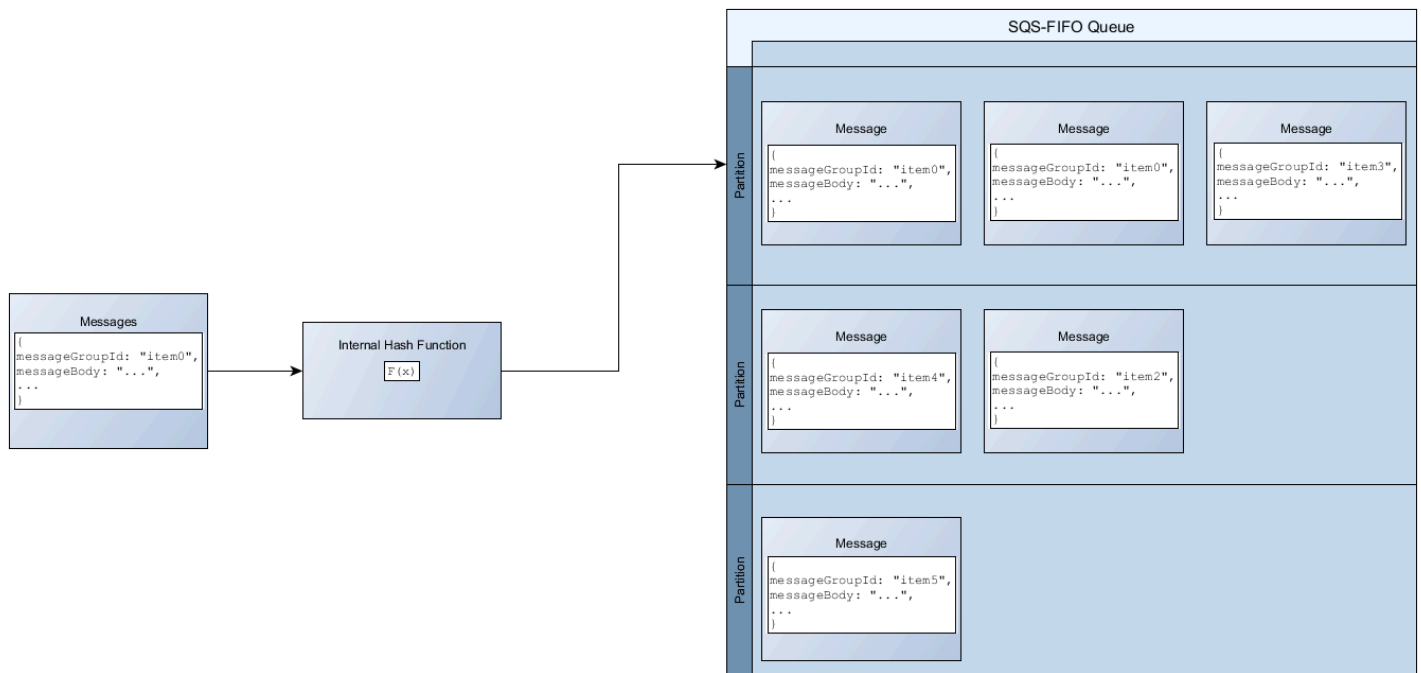 SQS-FIFO Queue
Partition
Message
{
messageGroupId: "item0",
messageBody: "...",
...
}
Message
{
messageGroupId: "item0",
messageBody: "...",
...
}
Message
{
messageGroupId: "item3",
messageBody: "...",
...
}
Messages
{
messageGroupId: "item0",
messageBody: "...",
...
}
Internal Hash Function
F(x)
Partition
Message
{
messageGroupId: "item4",
messageBody: "...",
...
}
Message
{
messageGroupId: "item2",
messageBody: "...",
...
}
Partition
Message
{
messageGroupId: "item5",
messageBody: "...",
...
}